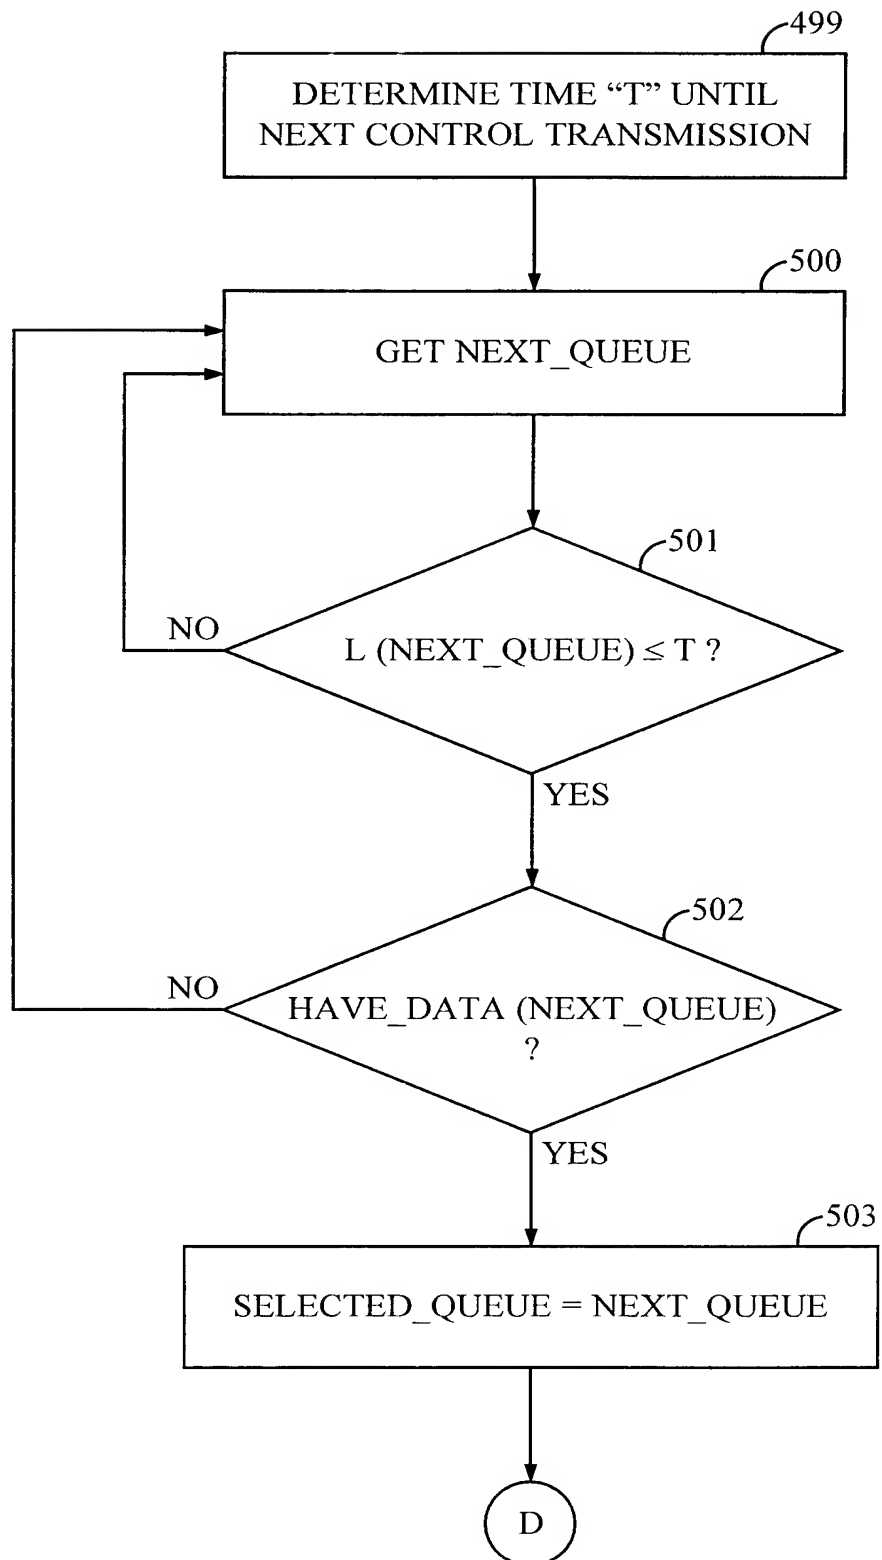 499
DETERMINE TIME “T” UNTIL
NEXT CONTROL TRANSMISSION
500
GET NEXT_QUEUE
501
NO
L (NEXT_QUEUE) ≤ T ?
YES
502
NO
HAVE_DATA (NEXT_QUEUE)
?
YES
503
SELECTED_QUEUE = NEXT_QUEUE
D